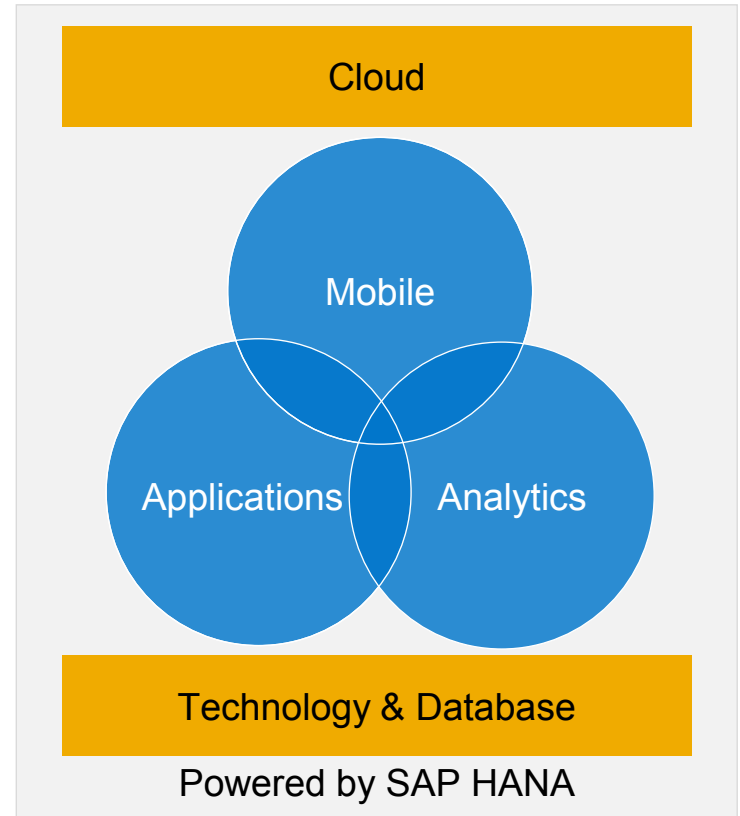 Cloud
Mobile
Applications
Analytics
Technology & Database
Powered by SAP HANA